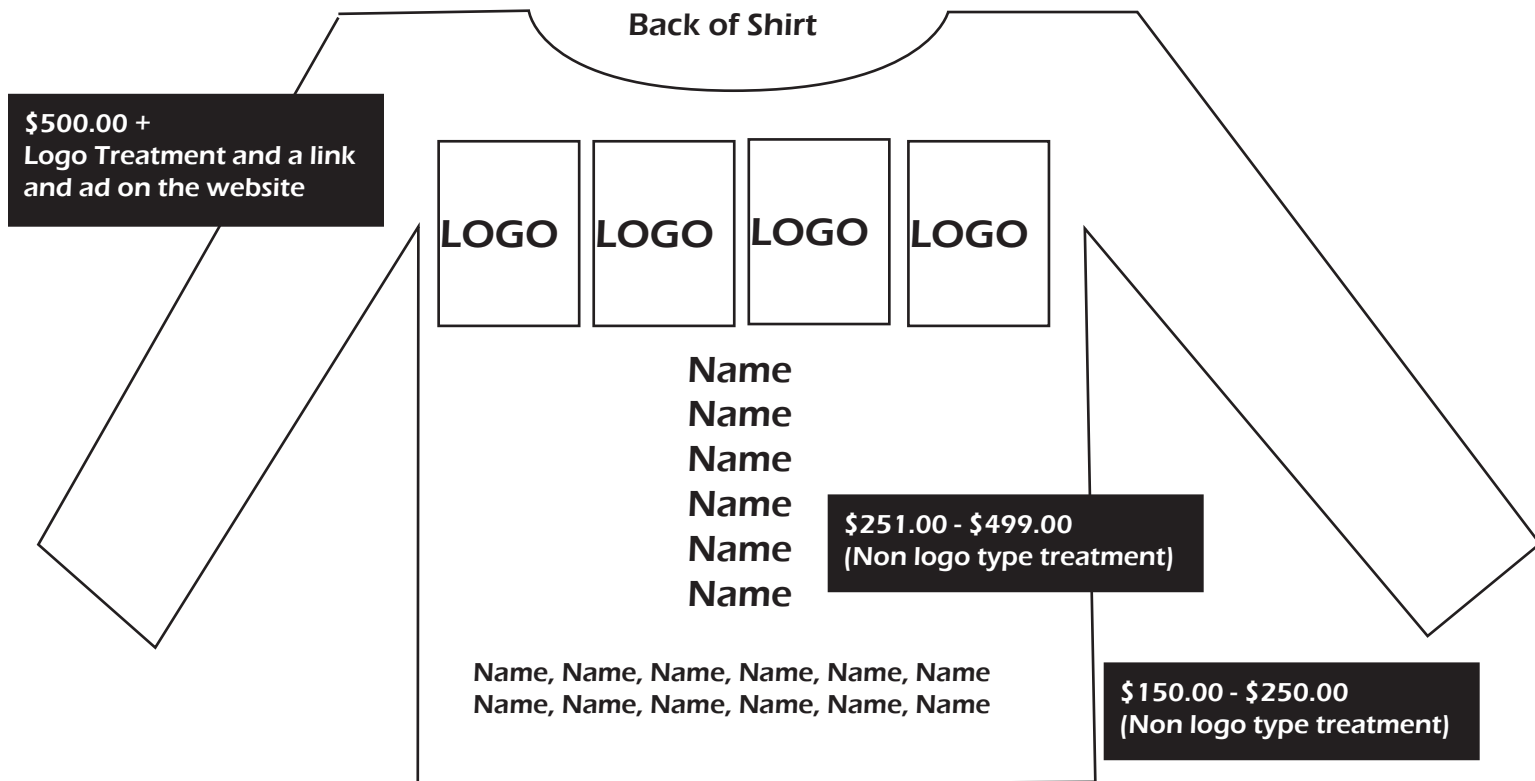 Back of Shirt
$500.00 +
Logo Treatment and a link
and ad on the website
LOGO LOGO LOGO LOGO
Name
Name
Name
Name
Name
Name
$251.00 - $499.00
(Non logo type treatment)
Name, Name, Name, Name, Name, Name
Name, Name, Name, Name, Name, Name
$150.00 - $250.00
(Non logo type treatment)